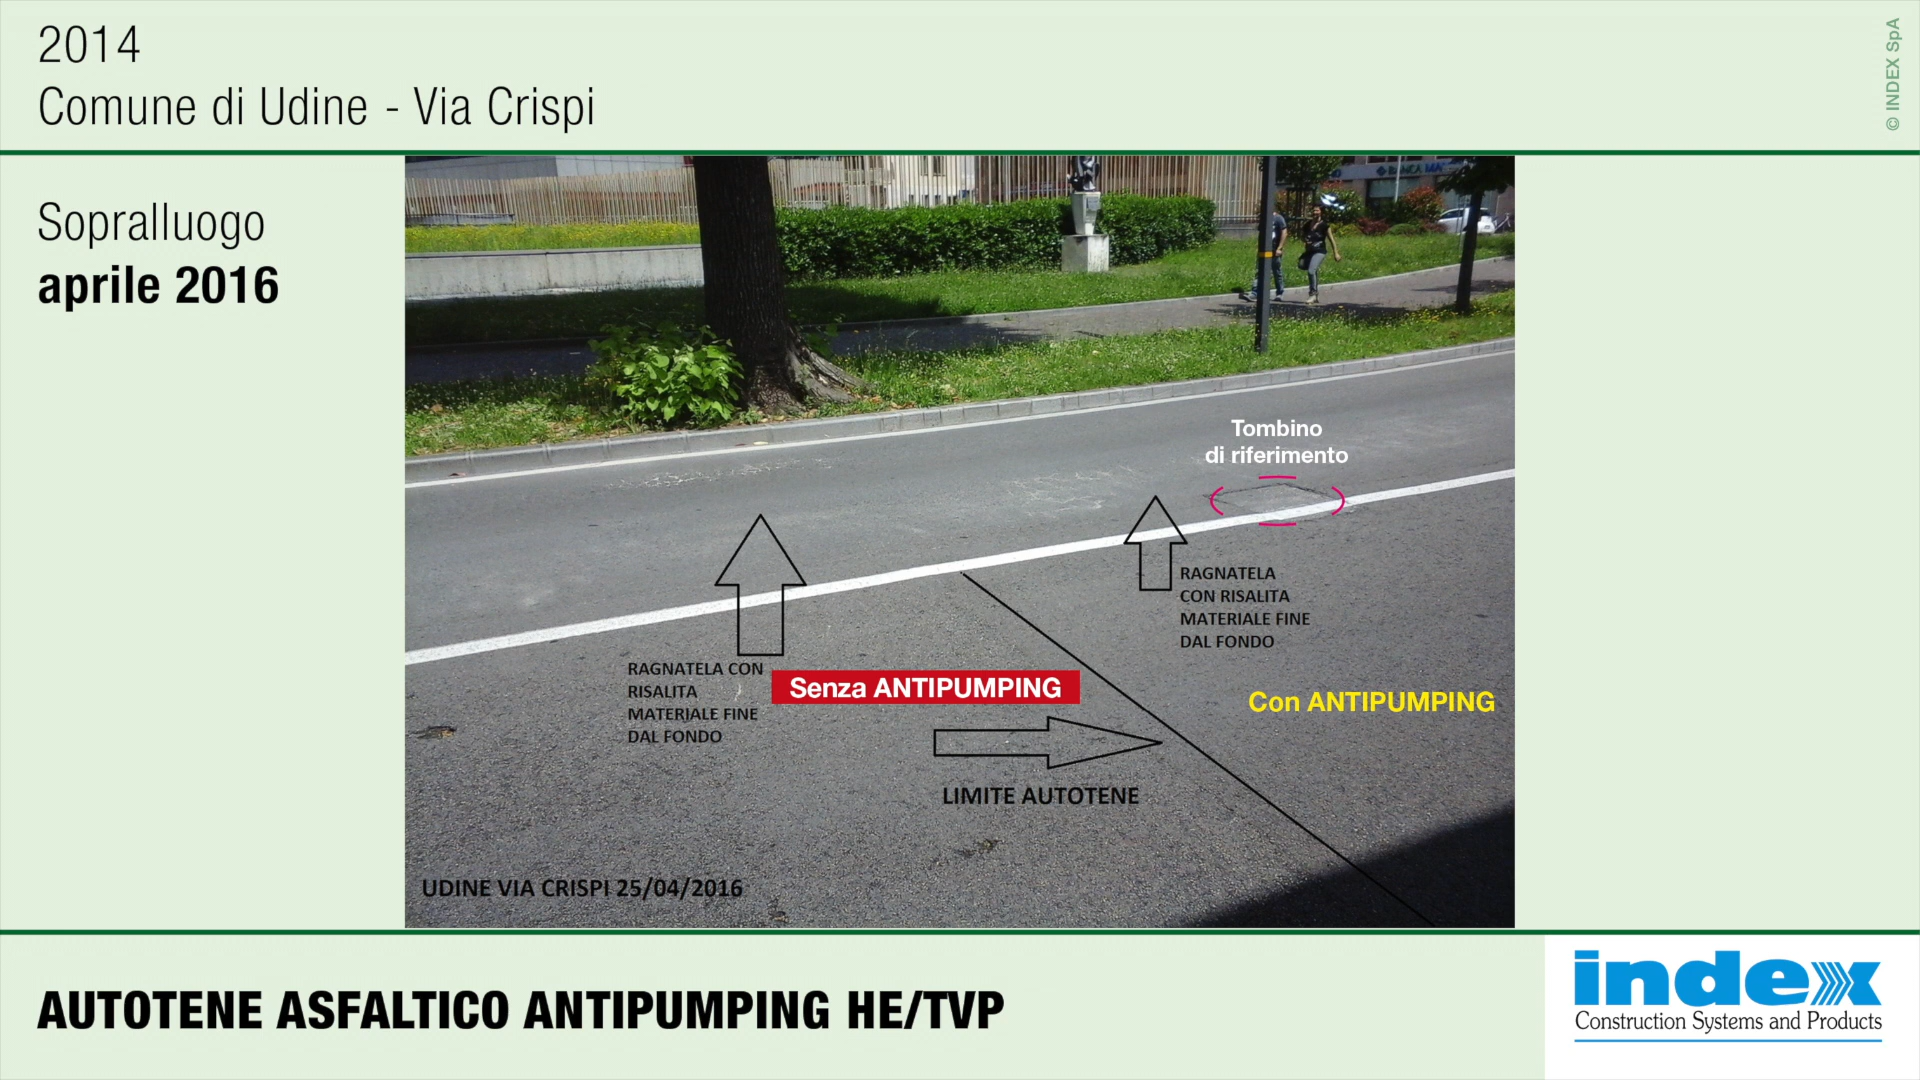 2014
Comune di Udine - Via Crispi
© INDEX SpA
Sopralluogo
aprile 2016
BANCA
Tombino
di riferimento
RAGNATELA
CON RISALITA
MATERIALE FINE
DAL FONDO
RAGNATELA CON
RISALITA
MATERIALE FINE
DAL FONDO
Senza ANTIPUMPING
Con ANTIPUMPING
LIMITE AUTOTENE
UDINE VIA CRISPI 25/04/2016
AUTOTENE ASFALTICO ANTIPUMPING HE/TVP
index
Construction Systems and Products